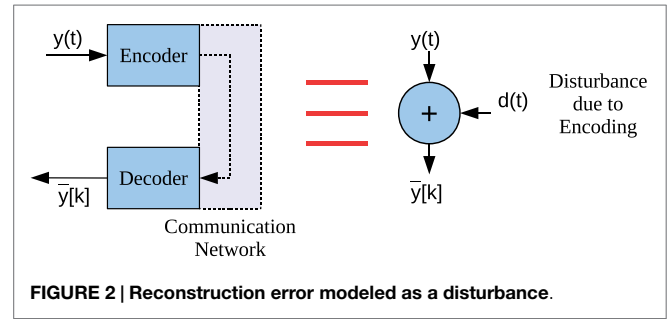 y(t)
Encoder
Decoder
y̅[k]
Communication
Network
y(t)
+
d(t)
y̅[k]
Disturbance
due to
Encoding
FIGURE 2 | Reconstruction error modeled as a disturbance.